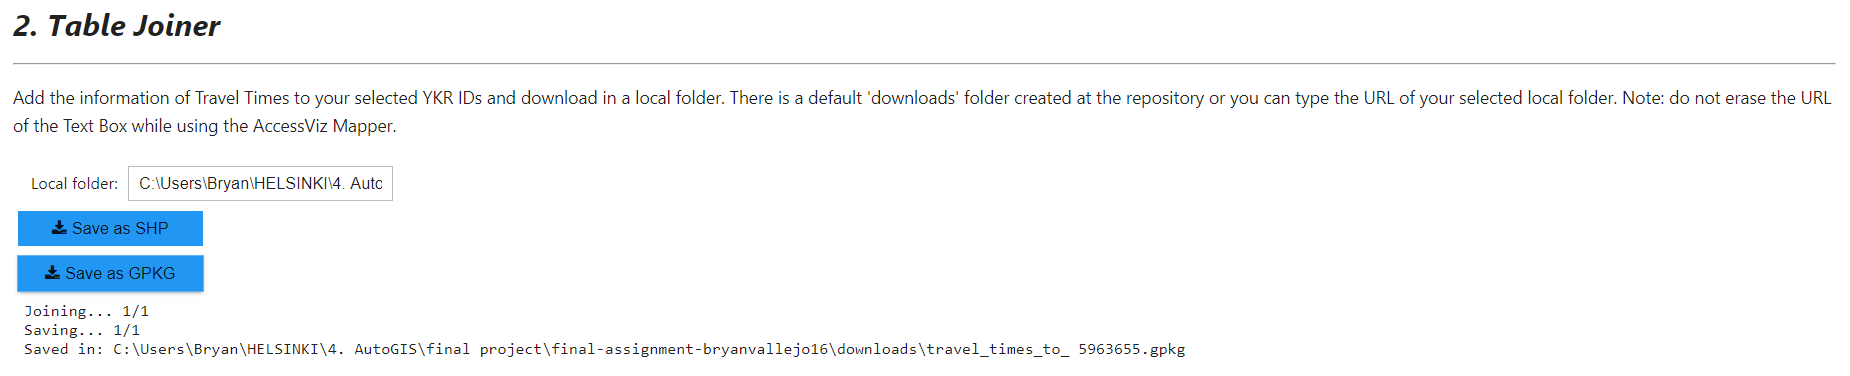 2. Table Joiner
Add the information of Travel Times to your selected YKR IDs and download in a local folder. There is a default 'downloads' folder created at the repository or you can type the URL of your selected local folder. Note: do not erase the URL
of the Text Box while using the AccessViz Mapper.
Local folder: C:\Users\Bryan\HELSINKI\4. Auto
Save as SHP
Save as GPKG
Joining... 1/1
Saving... 1/1
Saved in: C:\Users\Bryan\HELSINKI\4. AutoGIS\final project\final-assignment-bryanvallejo16\downloads\travel_times_to_ 5963655.gpkg